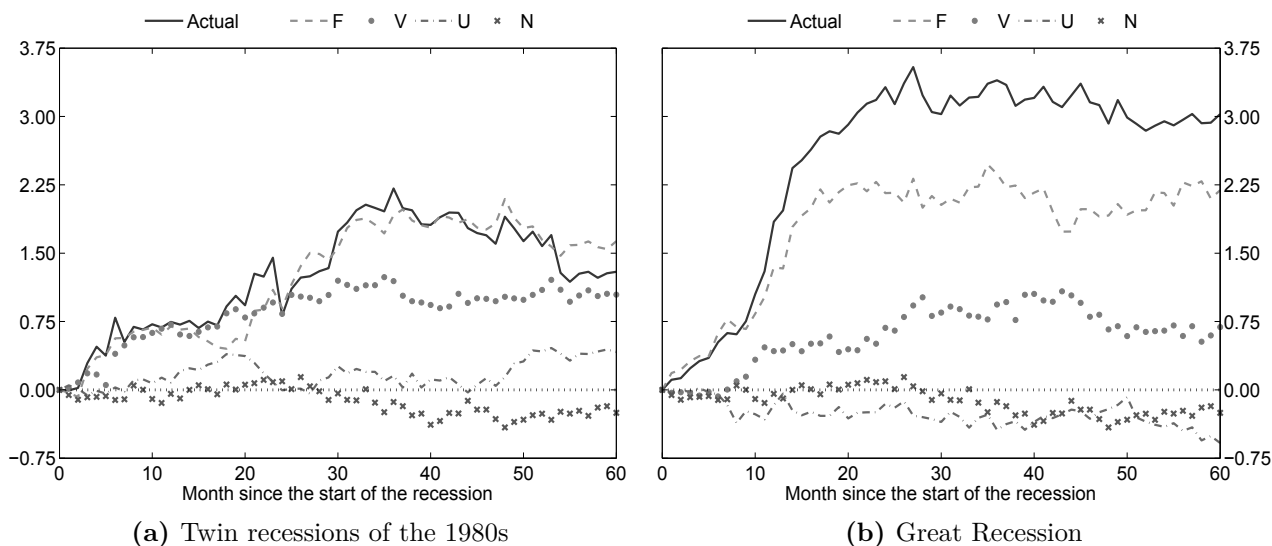 Actual F V U N
Actual F V U N
3.75
3.00
2.25
1.50
0.75
0.00
−0.75
0 10 20 30 40 50 60
Month since the start of the recession
(a) Twin recessions of the 1980s
3.75
3.00
2.25
1.50
0.75
0.00
−0.75
0 10 20 30 40 50 60
Month since the start of the recession
(b) Great Recession